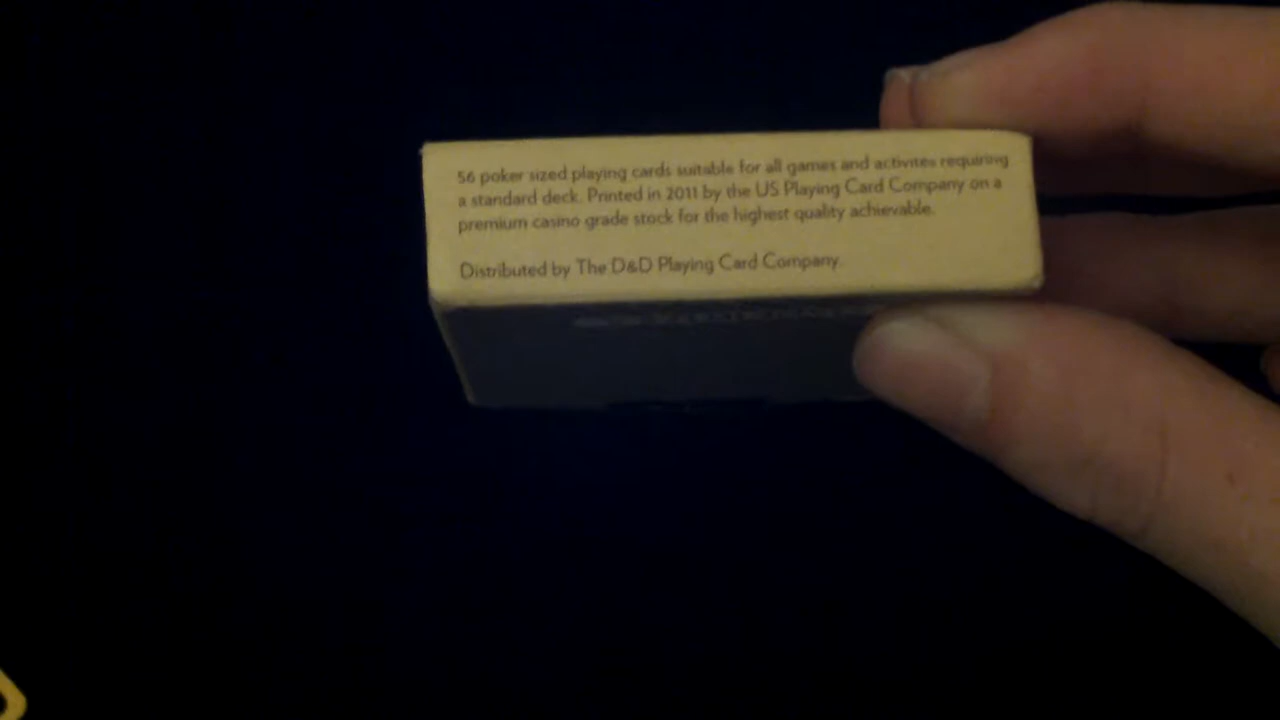 56 poker sized playing cards suitable for all games and activites requiring
a standard deck. Printed in 2011 by the US Playing Card Company on a
premium casino grade stock for the highest quality achievable.
Distributed by The D&D Playing Card Company.